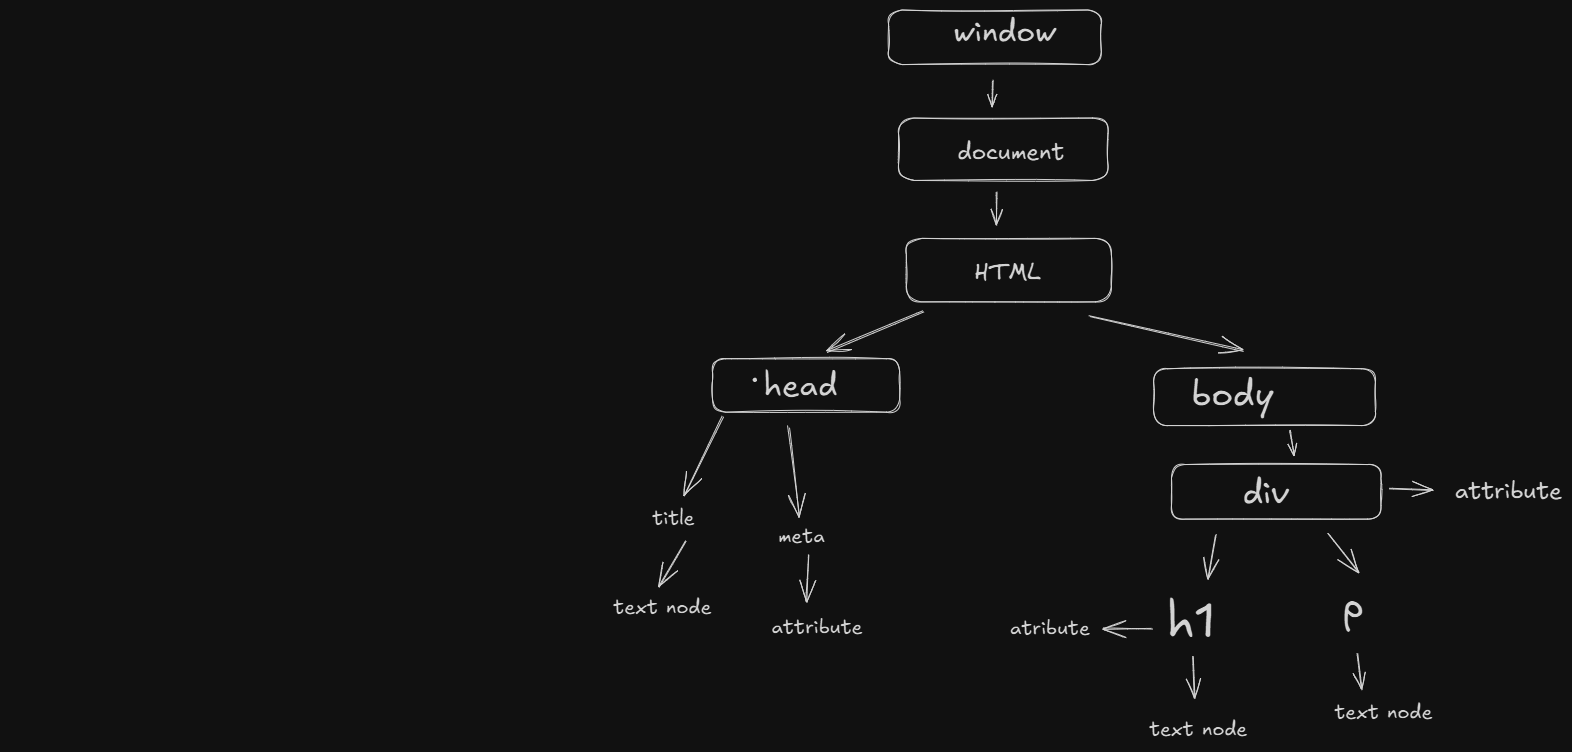 window
document
HTML
head
body
div
attribute
title
meta
text node
attribute
atribute
h1
p
text node
text node